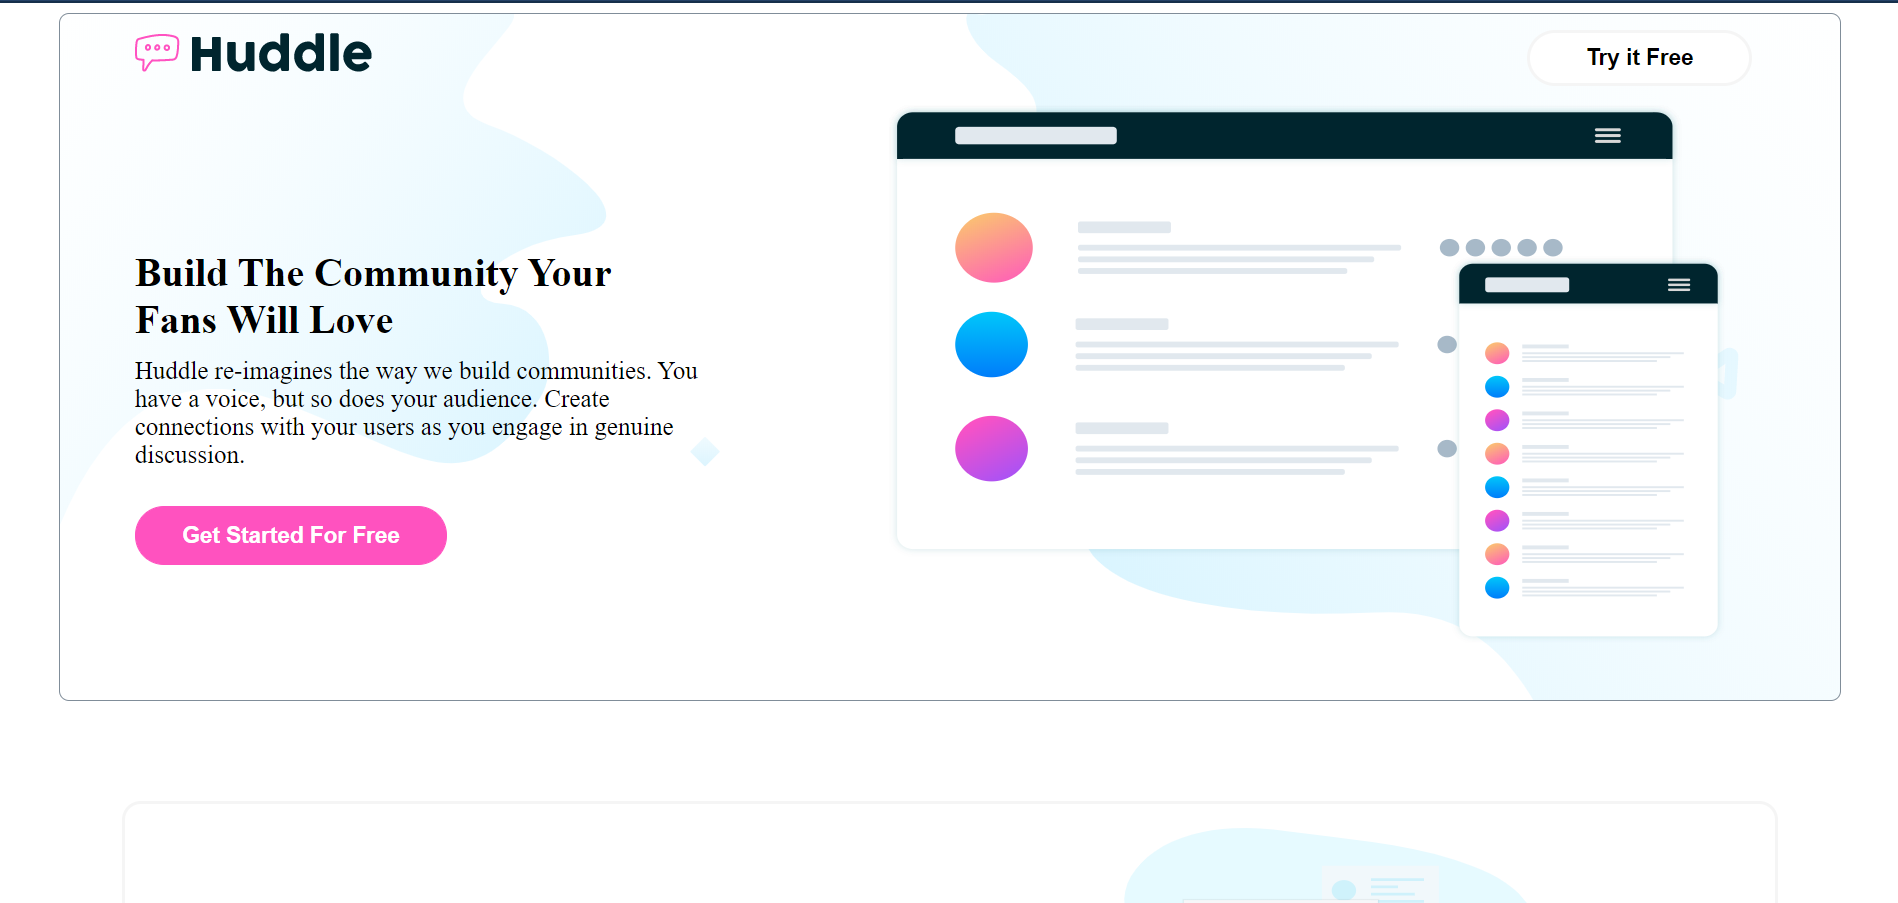 Huddle
Try it Free
Build The Community Your
Fans Will Love
Huddle re-imagines the way we build communities. You
have a voice, but so does your audience. Create
connections with your users as you engage in genuine
discussion.
Get Started For Free